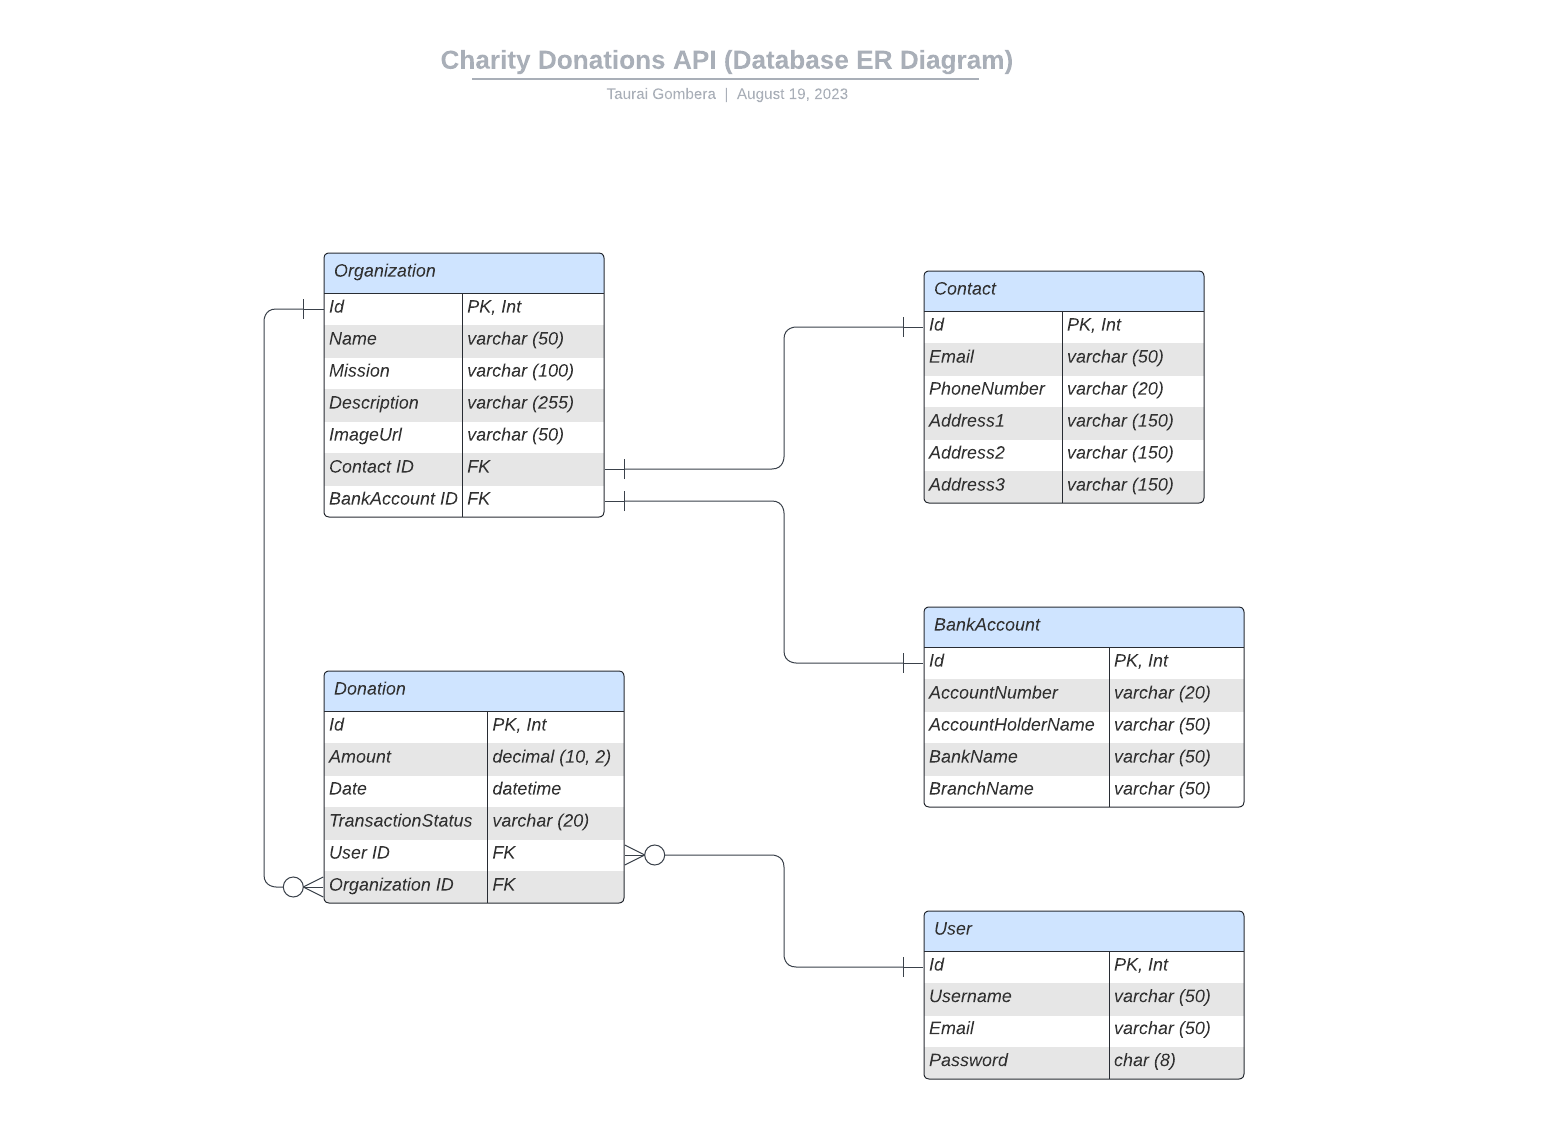 Charity Donations API (Database ER Diagram)
Taurai Gombera | August 19, 2023
Organization
Id PK, Int
Name varchar (50)
Mission varchar (100)
Description varchar (255)
ImageUrl varchar (50)
Contact ID FK
BankAccount ID FK
Contact
Id PK, Int
Email varchar (50)
PhoneNumber varchar (20)
Address1 varchar (150)
Address2 varchar (150)
Address3 varchar (150)
Donation
Id PK, Int
Amount decimal (10, 2)
Date datetime
TransactionStatus varchar (20)
User ID FK
Organization ID FK
BankAccount
Id PK, Int
AccountNumber varchar (20)
AccountHolderName varchar (50)
BankName varchar (50)
BranchName varchar (50)
User
Id PK, Int
Username varchar (50)
Email varchar (50)
Password char (8)